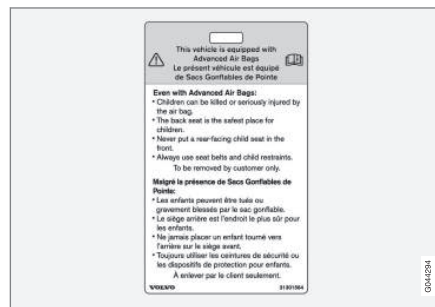 This vehicle is equipped with
Advanced Air Bags
Le présent véhicule est équipé
de Sacs Gonflables de Pointe
Even with Advanced Air Bags:
• Children can be killed or seriously injured by
the air bag.
• The back seat is the safest place for
children.
• Never put a rear-facing child seat in the
front.
• Always use seat belts and child restraints.
To be removed by customer only.
Malgré la présence de Sacs Gonflables de
Pointe:
• Les enfants peuvent être tués ou
gravement blessés par le sac gonflable.
• Le siège arrière est l'endroit le plus sûr pour
les enfants.
• Ne jamais placer un enfant tourné vers
l'arrière sur le siège avant.
• Toujours utiliser les ceintures de sécurité ou
les dispositifs de protection pour enfants.
À enlever par le client seulement.
VOLVO 31301564
G044294